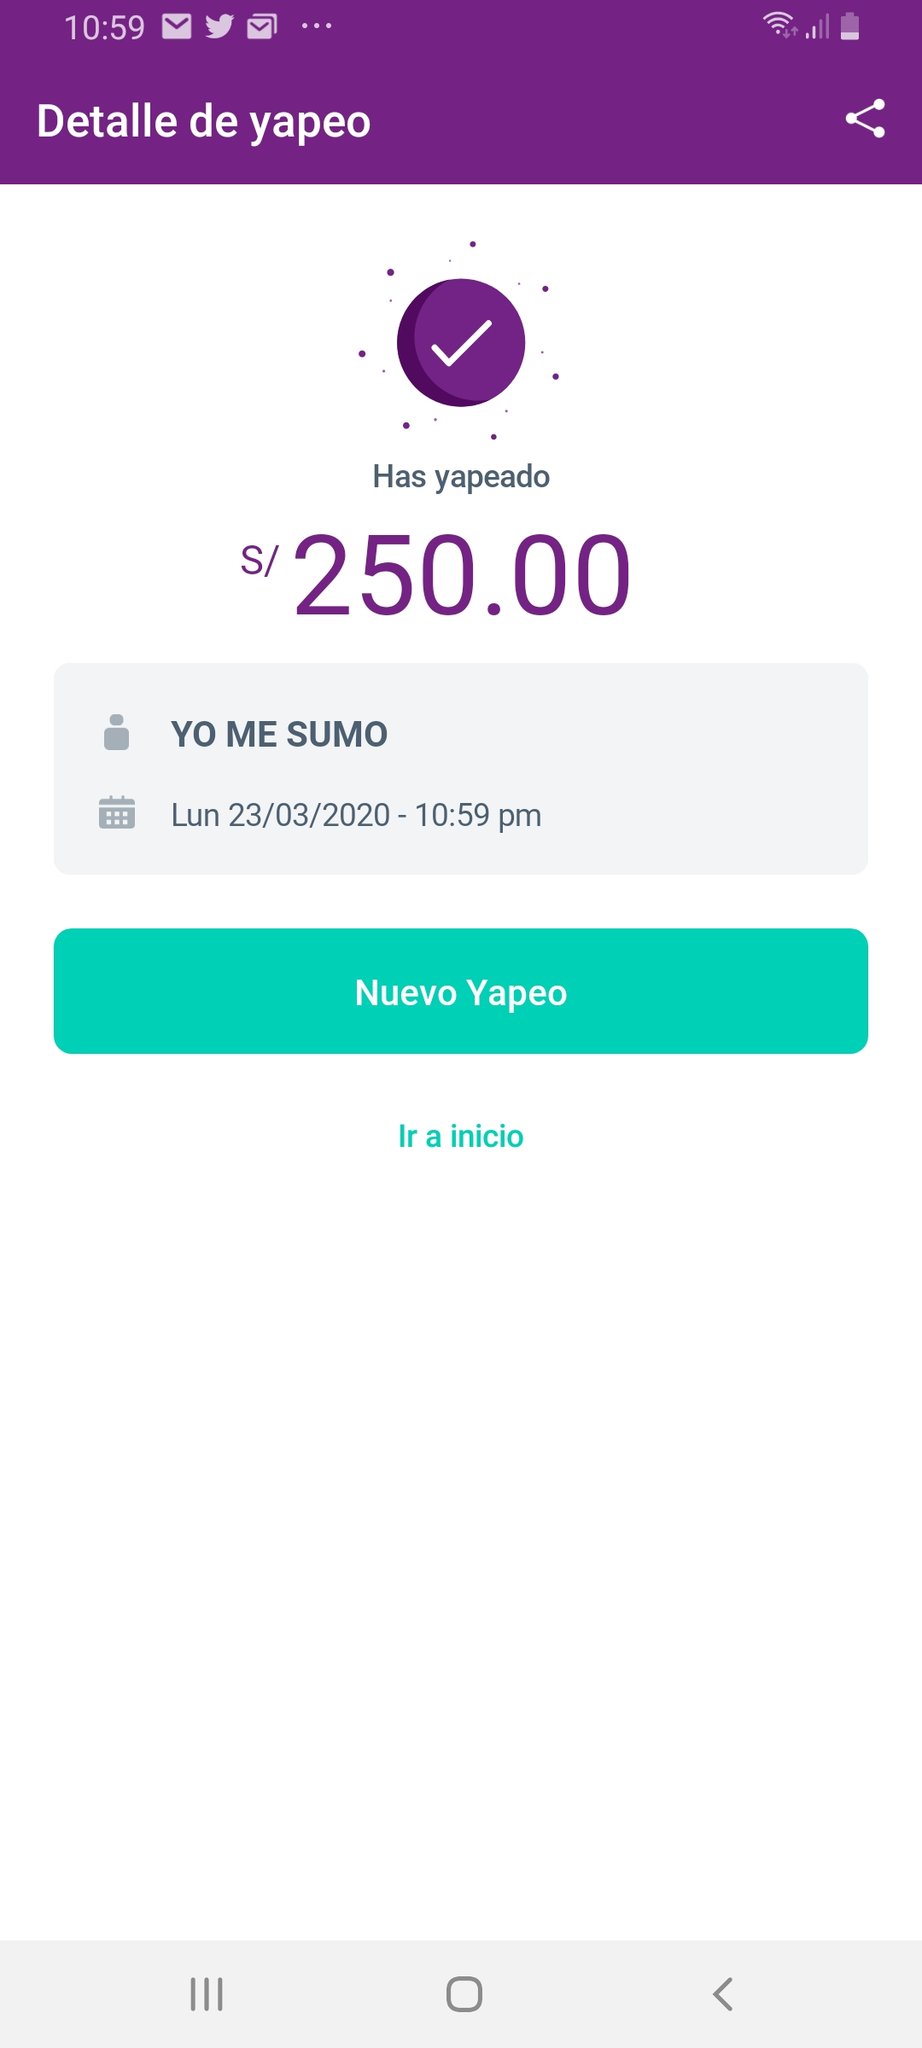 10:59
Detalle de yapeo
Has yapeado
S/ 250.00
YO ME SUMO
Lun 23/03/2020 - 10:59 pm
Nuevo Yapeo
Ir a inicio